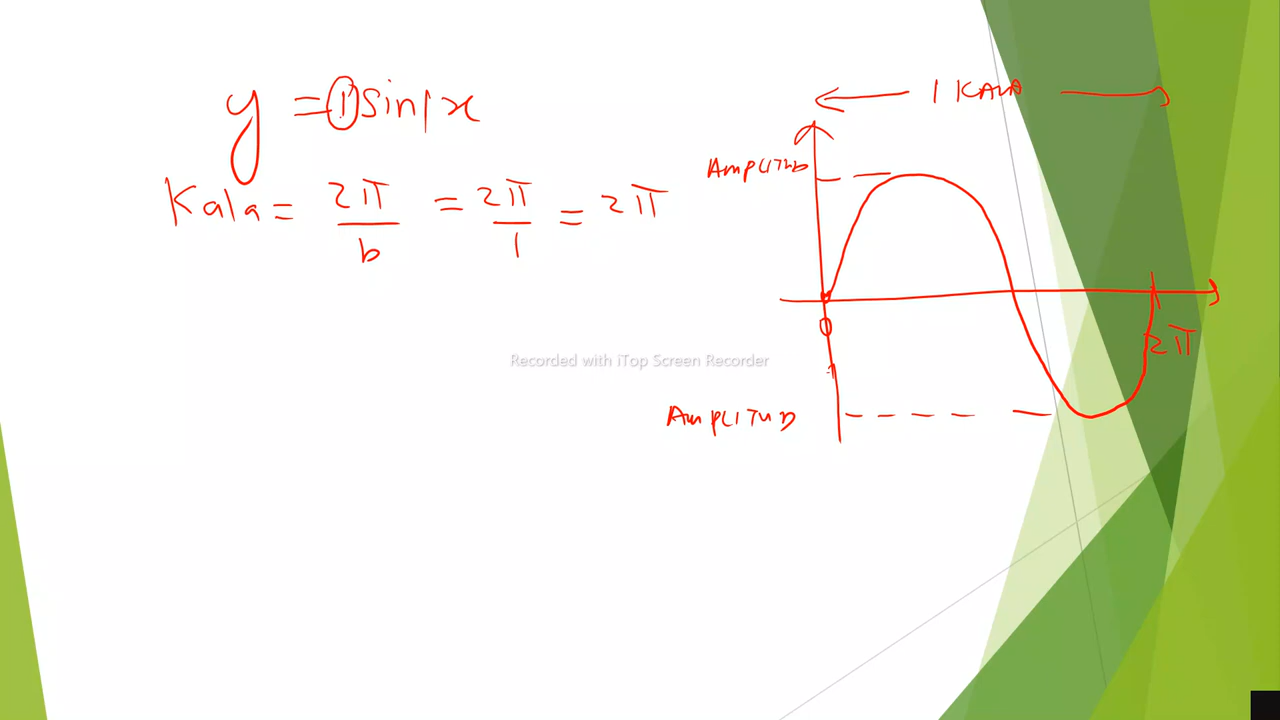 y = 1 sin 1x
Kala = 2π/b = 2π/1 = 2π
1 KALA
Amplitud
0
2π
Amplitud
Recorded with iTop Screen Recorder